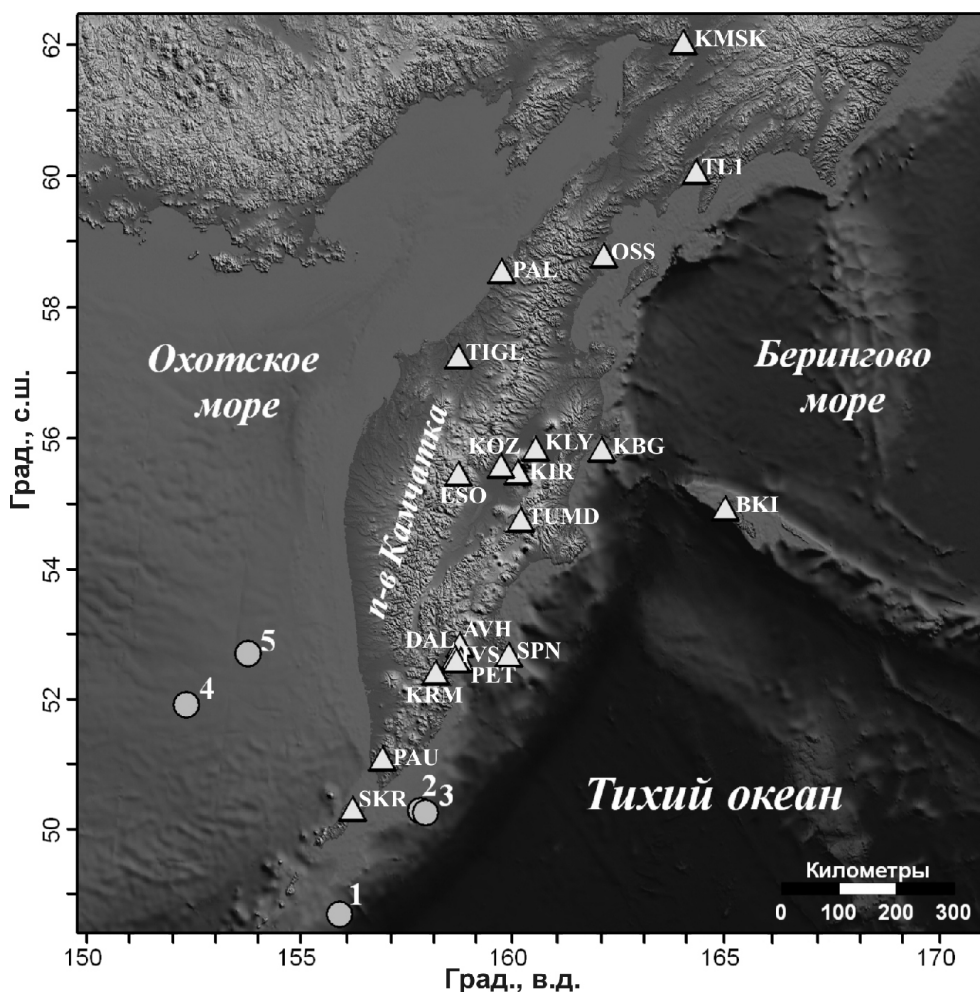 62
60
58
56
54
52
50
Град., с.ш.
KMSK
TL1
OSS
PAL
TIGL
Охотское
море
Берингово
море
п-в Камчатка
KOZ
KLY
KBG
KIR
ESO
BKI
TUMD
DAL
AVH
IVS
SPN
PET
KRM
5
4
PAU
2
3
SKR
1
Тихий океан
Километры
0 100 200 300
150 155 160 165 170
Град., в.д.